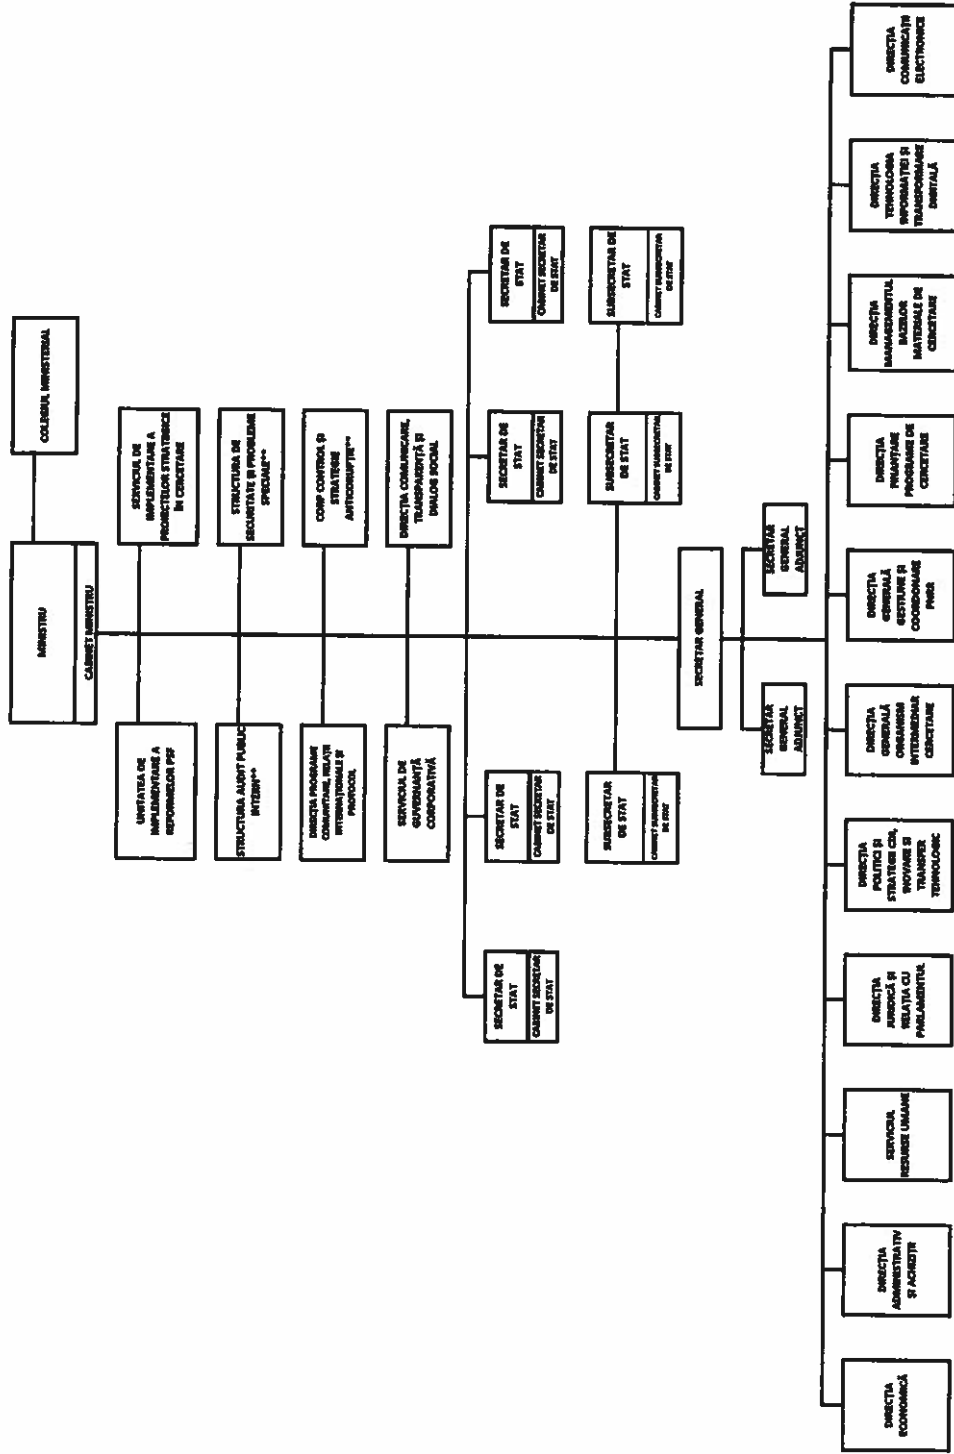 COLEGIUL MINISTERIAL
MINISTRU
CABINET MINISTRU
UNITATEA DE
IMPLEMENTARE A
REFORMELOR PSF
SERVICIUL DE
IMPLEMENTARE A
PROIECTELOR STRATEGICE
ÎN CERCETARE
STRUCTURA AUDIT PUBLIC
INTERN**
STRUCTURA DE
SECURITATE ȘI PROBLEME
SPECIALE**
DIRECȚIA PROGRAME
COMUNITARE, RELAȚII
INTERNAȚIONALE ȘI
PROTOCOL
CORP CONTROL ȘI
STRATEGIE
ANTICORUPȚIE**
SERVICIUL DE
GUVERNANȚĂ
CORPORATIVĂ
DIRECȚIA COMUNICARE,
TRANSPARENȚĂ ȘI
DIALOG SOCIAL
SECRETAR DE
STAT
CABINET SECRETAR
DE STAT
SECRETAR DE
STAT
CABINET SECRETAR
DE STAT
SECRETAR DE
STAT
CABINET SECRETAR
DE STAT
SECRETAR DE
STAT
CABINET SECRETAR
DE STAT
SUBSECRETAR
DE STAT
CABINET SUBSECRETAR
DE STAT
SUBSECRETAR
DE STAT
CABINET SUBSECRETAR
DE STAT
SUBSECRETAR DE
STAT
CABINET SUBSECRETAR
DE STAT
SECRETAR GENERAL
SECRETAR
GENERAL
ADJUNCT
SECRETAR
GENERAL
ADJUNCT
DIRECȚIA
ECONOMICĂ
DIRECȚIA
ADMINISTRATIV
ȘI ACHIZIȚII
SERVICIUL
RESURSE UMANE
DIRECȚIA
JURIDICĂ ȘI
RELAȚIA CU
PARLAMENTUL
DIRECȚIA
POLITICI ȘI
STRATEGII CDI,
INOVARE SI
TRANSFER
TEHNOLOGIC
DIRECȚIA
GENERALĂ
ORGANISM
INTERMEDIAR
CERCETARE
DIRECȚIA
GENERALĂ
GESTIUNE ȘI
COORDONARE
PNRR
DIRECȚIA
FINANȚARE
PROGRAME DE
CERCETARE
DIRECȚIA
MANAGEMENTUL
BAZELOR
MATERIALE DE
CERCETARE
DIRECȚIA
TEHNOLOGIA
INFORMAȚIEI ȘI
TRANSFORMARE
DIGITALĂ
DIRECȚIA
COMUNICAȚII
ELECTRONICE